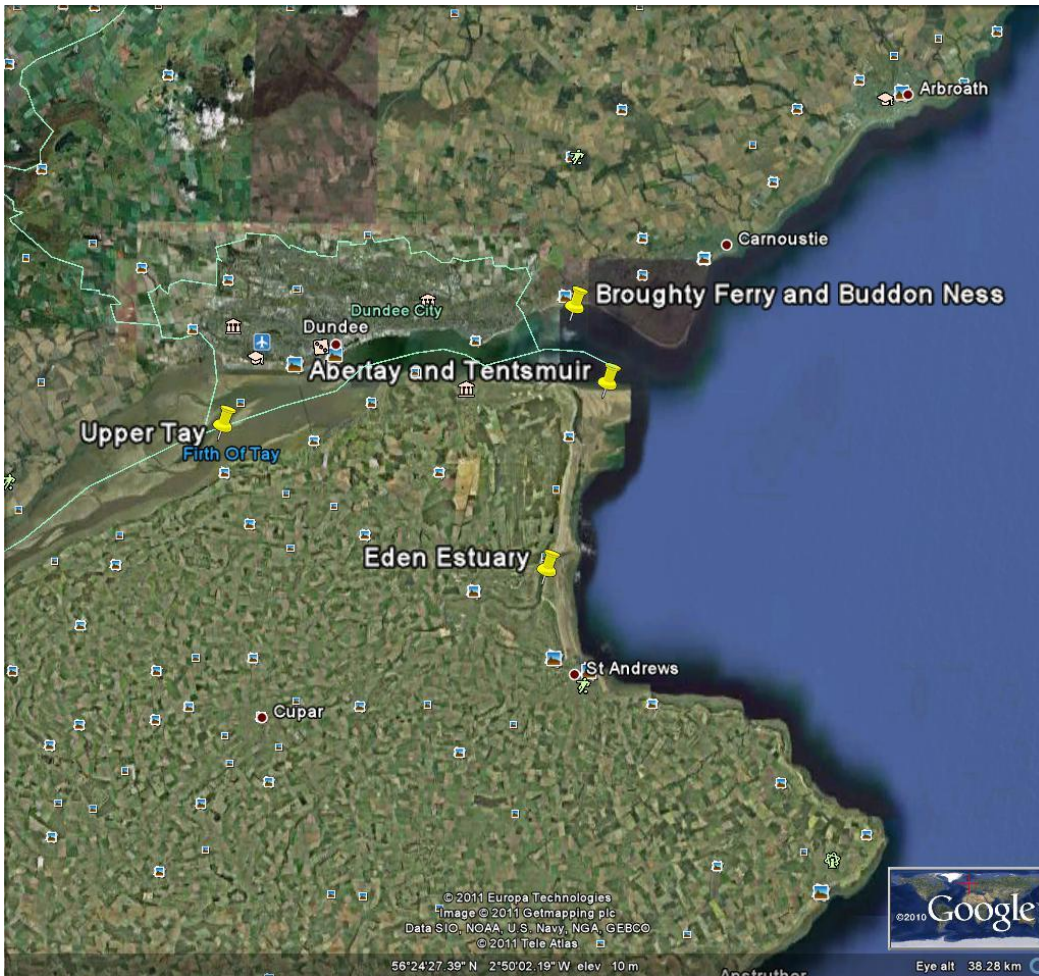 Arbroath
Carnoustie
Broughty Ferry and Buddon Ness
Dundee City
Dundee
Abertay and Tentsmuir
Upper Tay
Firth Of Tay
Eden Estuary
St Andrews
Cupar
© 2011 Europa Technologies
Image © 2011 Getmapping plc
Data SIO, NOAA, U.S. Navy, NGA, GEBCO
© 2011 Tele Atlas
©2010 Google
56°24'27.39" N 2°50'02.19" W elev 10 m
Anstruther
Eye alt 38.28 km